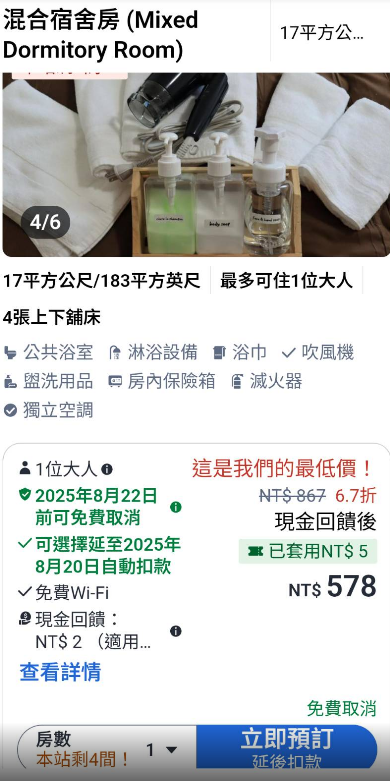 混合宿舍房 (Mixed
Dormitory Room)
17平方公...
body soap
4/6
17平方公尺/183平方英尺
最多可住1位大人
4張上下舖床
公共浴室
淋浴設備
浴巾
吹風機
盥洗用品
房內保險箱
滅火器
獨立空調
1位大人
這是我們的最低價！
2025年8月22日
前可免費取消
NT$ 867 6.7折
現金回饋後
可選擇延至2025年
8月20日自動扣款
已套用NT$ 5
免費Wi-Fi
NT$ 578
現金回饋：
NT$ 2 （適用...
查看詳情
免費取消
房數
本站剩4間！
1
立即預訂
延後扣款